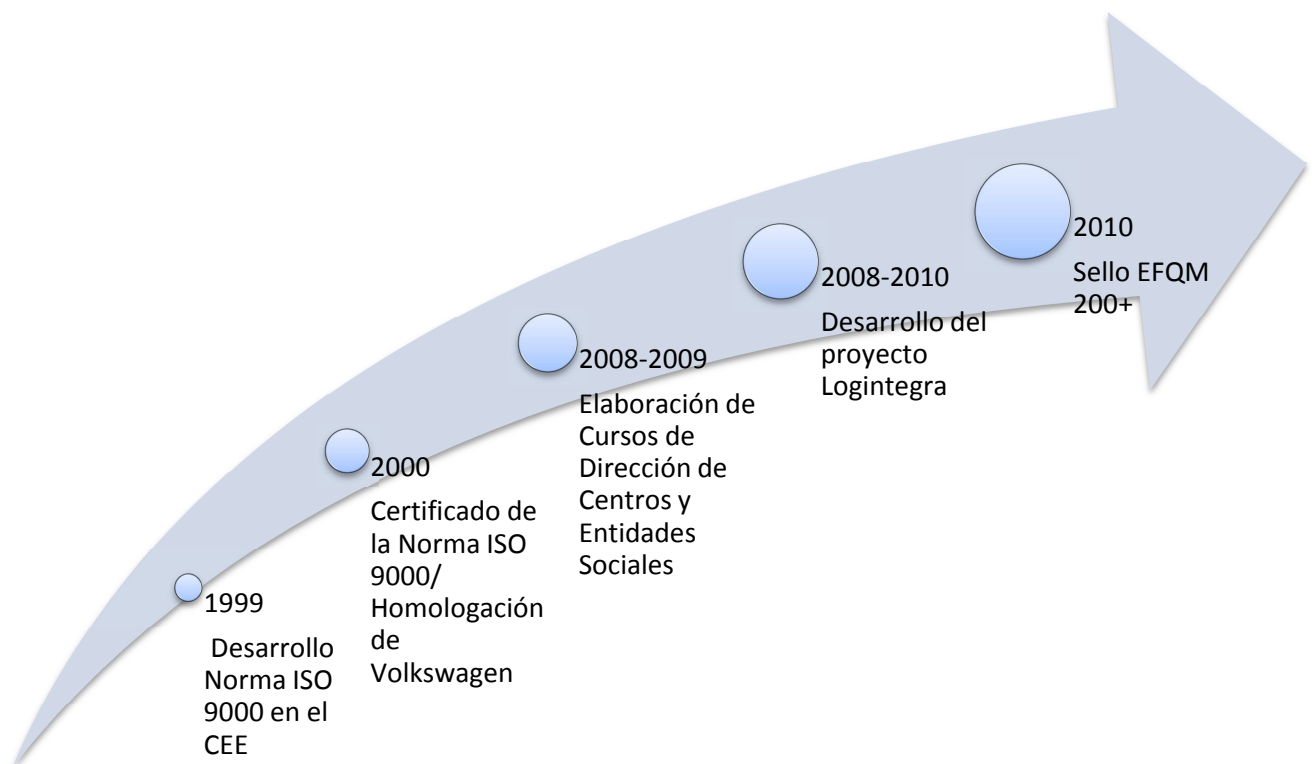 1999
Desarrollo
Norma ISO
9000 en el
CEE
2000
Certificado de
la Norma ISO
9000/
Homologación
de
Volkswagen
2008-2009
Elaboración de
Cursos de
Dirección de
Centros y
Entidades
Sociales
2008-2010
Desarrollo del
proyecto
Logintegra
2010
Sello EFQM
200+